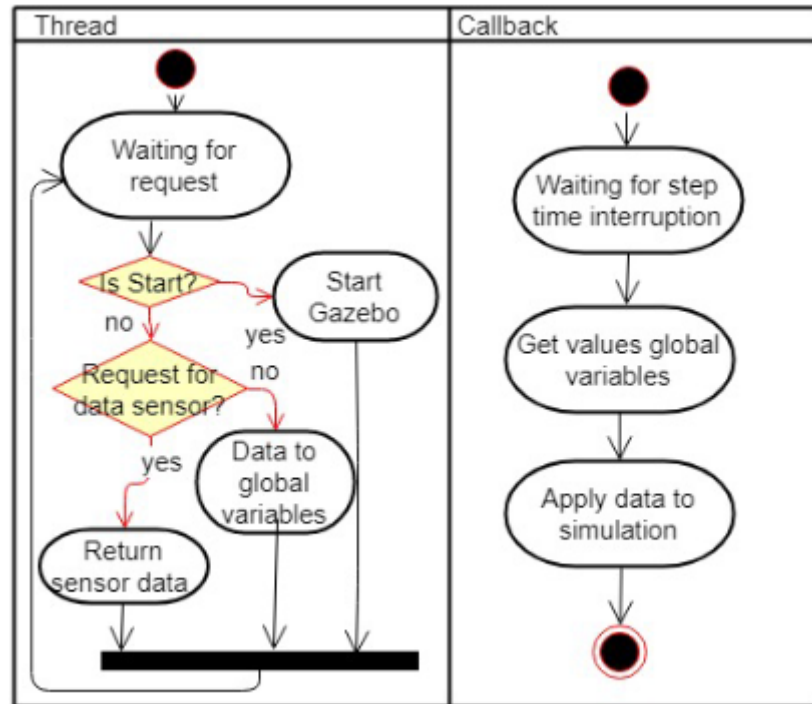 Thread
Waiting for
request
Is Start?
yes
Start
Gazebo
no
Request for
data sensor?
no
Data to
global
variables
yes
Return
sensor data
Callback
Waiting for step
time interruption
Get values global
variables
Apply data to
simulation